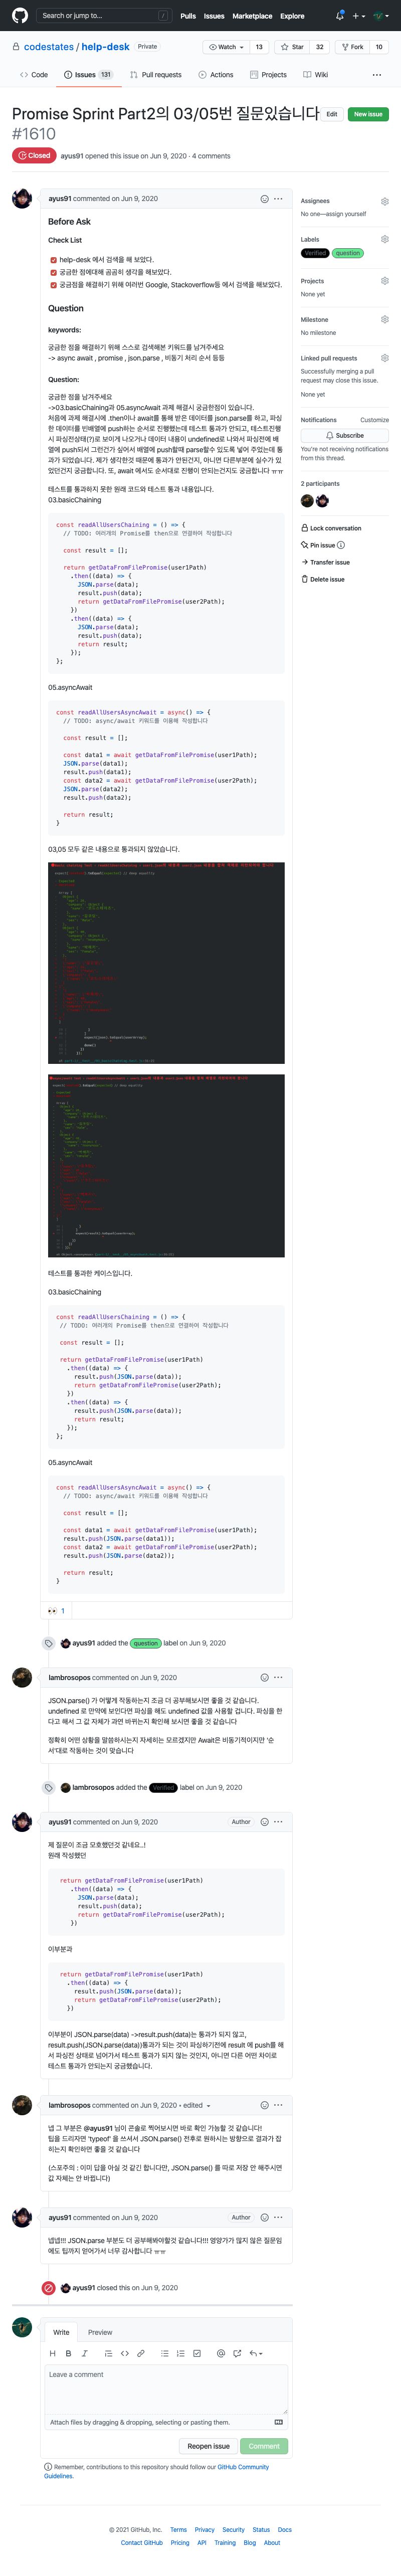 Search or jump to...
/
Pulls Issues Marketplace Explore
codestates / help-desk Private
Watch 13 Star 32 Fork 10
Code Issues 131 Pull requests Actions Projects Wiki
Promise Sprint Part2의 03/05번 질문있습니다
#1610
Edit New issue
Closed ayus91 opened this issue on Jun 9, 2020 · 4 comments
ayus91 commented on Jun 9, 2020
Before Ask
Check List
help-desk 에서 검색을 해 보았다.
궁금한 점에대해 곰곰히 생각을 해보았다.
궁금점을 해결하기 위해 여러번 Google, Stackoverflow등 에서 검색을 해보았다.
Question
keywords:
궁금한 점을 해결하기 위해 스스로 검색해본 키워드를 남겨주세요
-> async await , promise , json.parse , 비동기 처리 순서 등등
Question:
궁금한 점을 남겨주세요
->03.basicChaining과 05.asyncAwait 과제 해결시 궁금한점이 있습니다.
처음에 과제 해결시에 .then이나 await를 통해 받은 데이터를 json.parse를 하고, 파싱
한 데이터를 빈배열에 push하는 순서로 진행했는데 테스트 통과가 안되고, 테스트진행
시 파싱전상태(?)로 보이게 나오거나 데이터 내용이 undefined로 나와서 파싱전에 배
열에 push되서 그런건가 싶어서 배열에 push할때 parse할수 있도록 넣어 주었는데 통
과가 되었습니다. 제가 생각한것 때문에 통과가 안된건지, 아니면 다른부분에 실수가 있
있던건지 궁금합니다. 또, await 에서도 순서대로 진행이 안되는건지도 궁금합니다 ㅠㅠ
테스트를 통과하지 못한 원래 코드와 테스트 통과 내용입니다.
03.basicChaining
const readAllUsersChaining = () => {
// TODO: 여러개의 Promise를 then으로 연결하여 작성합니다
const result = [];
return getDataFromFilePromise(user1Path)
.then((data) => {
JSON.parse(data);
result.push(data);
return getDataFromFilePromise(user2Path);
})
.then((data) => {
JSON.parse(data);
result.push(data);
return result;
});
};
05.asyncAwait
const readAllUsersAsyncAwait = async() => {
// TODO: async/await 키워드를 이용해 작성합니다
const result = [];
const data1 = await getDataFromFilePromise(user1Path);
JSON.parse(data1);
result.push(data1);
const data2 = await getDataFromFilePromise(user2Path);
JSON.parse(data2);
result.push(data2);
return result;
}
03,05 모두 같은 내용으로 통과되지 않았습니다.
테스트를 통과한 케이스입니다.
03.basicChaining
const readAllUsersChaining = () => {
// TODO: 여러개의 Promise를 then으로 연결하여 작성합니다
const result = [];
return getDataFromFilePromise(user1Path)
.then((data) => {
result.push(JSON.parse(data));
return getDataFromFilePromise(user2Path);
})
.then((data) => {
result.push(JSON.parse(data));
return result;
});
};
05.asyncAwait
const readAllUsersAsyncAwait = async() => {
// TODO: async/await 키워드를 이용해 작성합니다
const result = [];
const data1 = await getDataFromFilePromise(user1Path);
result.push(JSON.parse(data1));
const data2 = await getDataFromFilePromise(user2Path);
result.push(JSON.parse(data2));
return result;
}
1
ayus91 added the question label on Jun 9, 2020
lambrosopos commented on Jun 9, 2020
JSON.parse() 가 어떻게 작동하는지 조금 더 공부해보시면 좋을 것 같습니다.
undefined 로 만약에 보인다면 파싱을 해도 undefined 값을 사용할 겁니다. 파싱을 한
다고 해서 그 값 자체가 과연 바뀌는지 확인해 보시면 좋을 것 같습니다
정확히 어떤 상황을 말씀하시는지 자세히는 모르겠지만 Await은 비동기적이지만 '순
서'대로 작동하는 것이 맞습니다
lambrosopos added the Verified label on Jun 9, 2020
ayus91 commented on Jun 9, 2020 Author
제 질문이 조금 모호했던것 같네요..!
원래 작성했던
return getDataFromFilePromise(user1Path)
.then((data) => {
JSON.parse(data);
result.push(data);
return getDataFromFilePromise(user2Path);
})
이부분과
return getDataFromFilePromise(user1Path)
.then((data) => {
result.push(JSON.parse(data));
return getDataFromFilePromise(user2Path);
})
이부분이 JSON.parse(data) ->result.push(data)는 통과가 되지 않고,
result.push(JSON.parse(data))통과가 되는 것이 파싱하기전에 result 에 push를 해
서 파싱전 상태로 넘어가서 테스트 통과가 되지 않는 것인지, 아니면 다른 어떤 차이로
테스트 통과가 안되는지 궁금했습니다.
lambrosopos commented on Jun 9, 2020 • edited
넵 그 부분은 @ayus91 님이 콘솔로 찍어보시면 바로 확인 가능할 것 같습니다!
팁을 드리자면 'typeof' 을 쓰셔서 JSON.parse() 전후로 원하시는 방향으로 결과가 잡
히는지 확인하면 좋을 것 같습니다
(스포주의 : 이미 답을 아실 것 같긴 합니다만, JSON.parse() 를 따로 저장 안 해주시면
값 자체는 안 바뀝니다)
ayus91 commented on Jun 9, 2020 Author
넵넵!!! JSON.parse 부분도 더 공부해봐야할것 같습니다!!! 영양가가 많지 않은 질문임
에도 팁까지 얻어가서 너무 감사합니다 ㅠㅠ
ayus91 closed this on Jun 9, 2020
Write Preview
Leave a comment
Attach files by dragging & dropping, selecting or pasting them.
Reopen issue Comment
Remember, contributions to this repository should follow our GitHub Community
Guidelines.
Assignees
No one—assign yourself
Labels
Verified question
Projects
None yet
Milestone
No milestone
Linked pull requests
Successfully merging a pull
request may close this issue.
None yet
Notifications Customize
Subscribe
You're not receiving notifications
from this thread.
2 participants
Lock conversation
Pin issue
Transfer issue
Delete issue
© 2021 GitHub, Inc. Terms Privacy Security Status Docs
Contact GitHub Pricing API Training Blog About